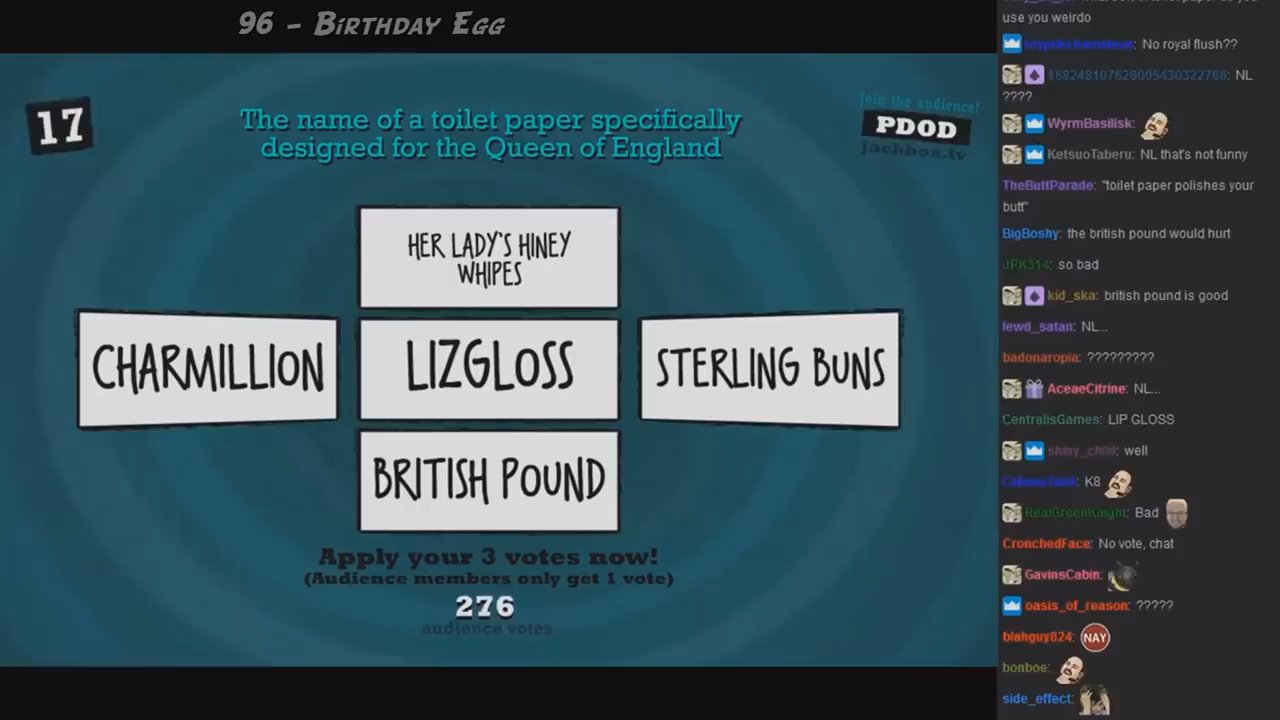 96 - Birthday Egg
17
The name of a toilet paper specifically
designed for the Queen of England
Join the audience!
PDOD
jackbox.tv
HER LADY'S HINEY
WHIPES
CHARMILLION
LIZGLOSS
STERLING BUNS
BRITISH POUND
Apply your 3 votes now!
(Audience members only get 1 vote)
276
audience votes
use you weirdo
kryptikchameleon: No royal flush??
168248107626005430322766: NL
????
WyrmBasilisk:
KetsuoTaberu: NL that's not funny
TheButtParade: "toilet paper polishes your
butt"
BigBoshy: the british pound would hurt
JPK314: so bad
kid_ska: british pound is good
lewd_satan: NL...
badonaropia: ?????????
AceaeCitrine: NL...
CentralisGames: LIP GLOSS
shiny_child: well
K8
RealGreenKnight: Bad
CronchedFace: No vote, chat
GavinsCabin:
oasis_of_reason: ?????
blahguy824: NAY
bonboe:
side_effect: